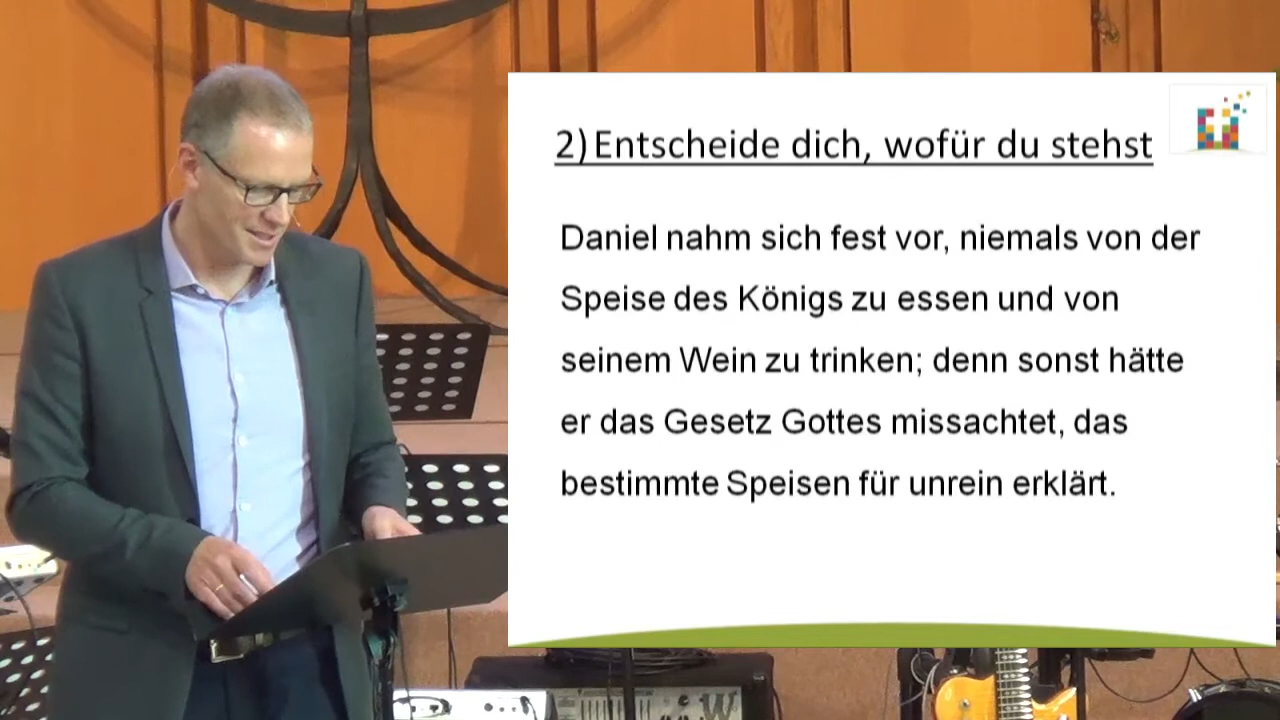 2) Entscheide dich, wofür du stehst
Daniel nahm sich fest vor, niemals von der
Speise des Königs zu essen und von
seinem Wein zu trinken; denn sonst hätte
er das Gesetz Gottes missachtet, das
bestimmte Speisen für unrein erklärt.
W